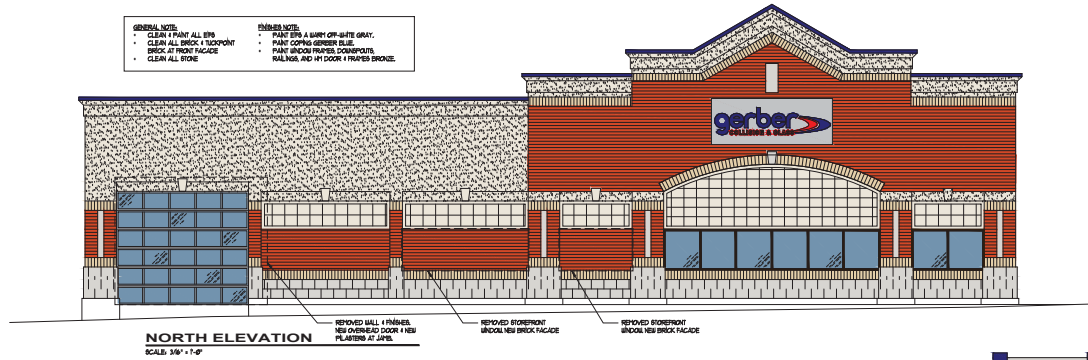 GENERAL NOTE:
• CLEAN & PAINT ALL EIFS
• CLEAN ALL BRICK & TUCKPOINT
BRICK AT FRONT FACADE
• CLEAN ALL STONE
FINISHES NOTE:
• PAINT EIFS A WARM OFF-WHITE GRAY.
• PAINT COPING GERBER BLUE.
• PAINT WINDOW FRAMES, DOWNSPOUTS,
RAILINGS, AND HM DOOR & FRAMES BRONZE.
gerber
COLLISION & GLASS
REMOVED WALL & FINISHES.
NEW OVERHEAD DOOR & NEW
PILASTERS AT JAMB.
REMOVED STOREFRONT
WINDOW, NEW BRICK FACADE
REMOVED STOREFRONT
WINDOW, NEW BRICK FACADE
NORTH ELEVATION
SCALE: 3/16" = 1'-0"